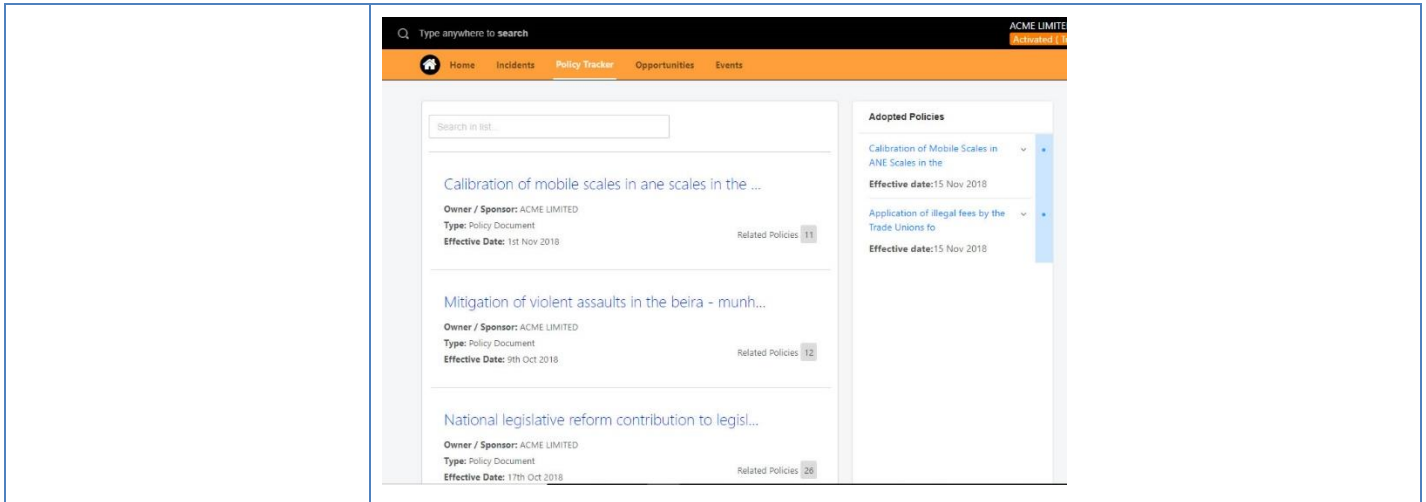 Type anywhere to search
ACME LIMITE
Activated [
Home Incidents Policy Tracker Opportunities Events
Search in list...
Calibration of mobile scales in ane scales in the ...
Owner / Sponsor: ACME LIMITED
Type: Policy Document
Effective Date: 1st Nov 2018
Related Policies 11
Mitigation of violent assaults in the beira - munh...
Owner / Sponsor: ACME LIMITED
Type: Policy Document
Effective Date: 9th Oct 2018
Related Policies 12
National legislative reform contribution to legisl...
Owner / Sponsor: ACME LIMITED
Type: Policy Document
Effective Date: 17th Oct 2018
Related Policies 26
Adopted Policies
Calibration of Mobile Scales in
ANE Scales in the
Effective date:15 Nov 2018
Application of illegal fees by the
Trade Unions fo
Effective date:15 Nov 2018